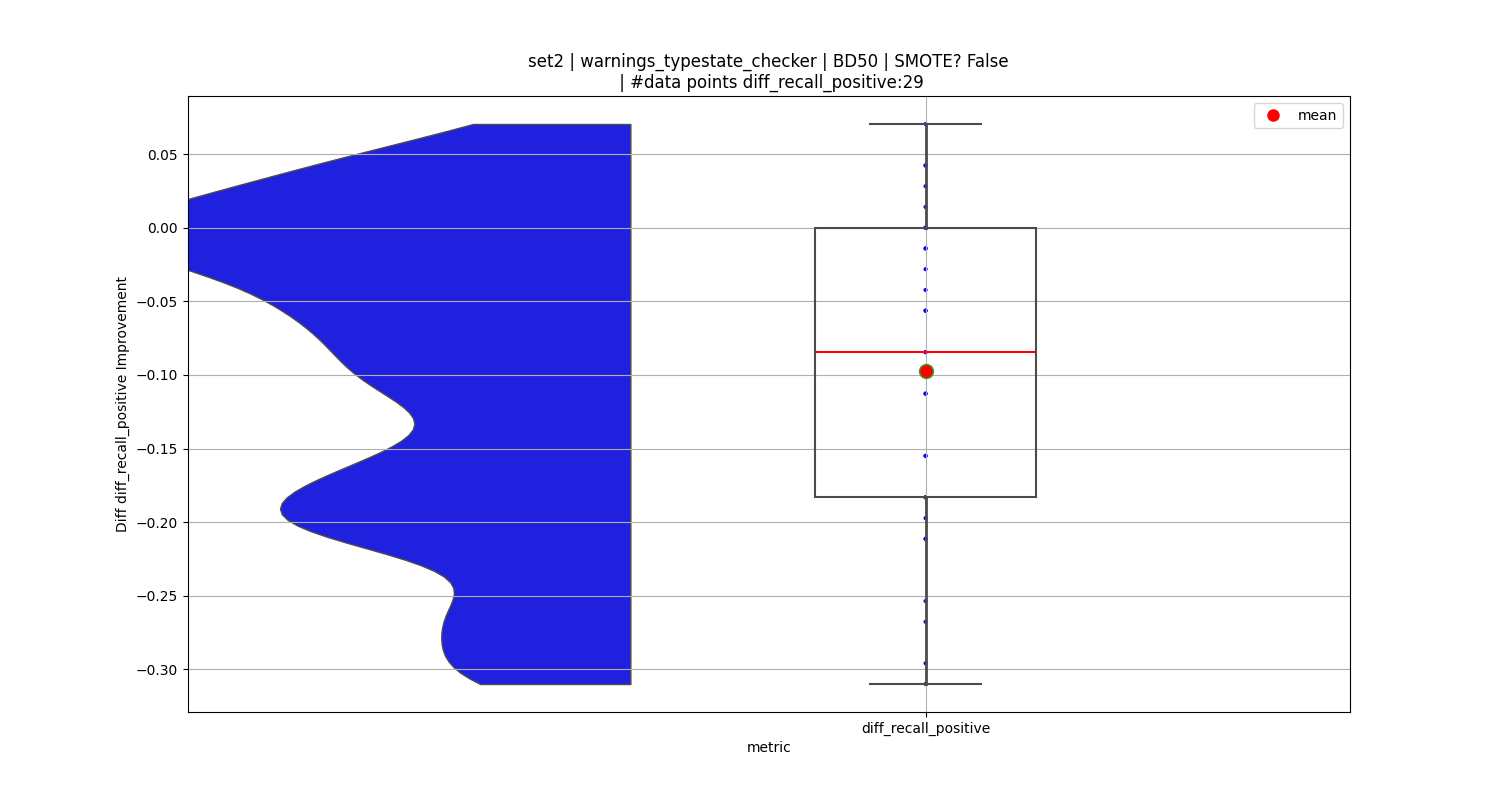 set2 | warnings_typestate_checker | BD50 | SMOTE? False
| #data points diff_recall_positive:29
mean
0.05
0.00
−0.05
−0.10
−0.15
−0.20
−0.25
−0.30
Diff diff_recall_positive Improvement
diff_recall_positive
metric